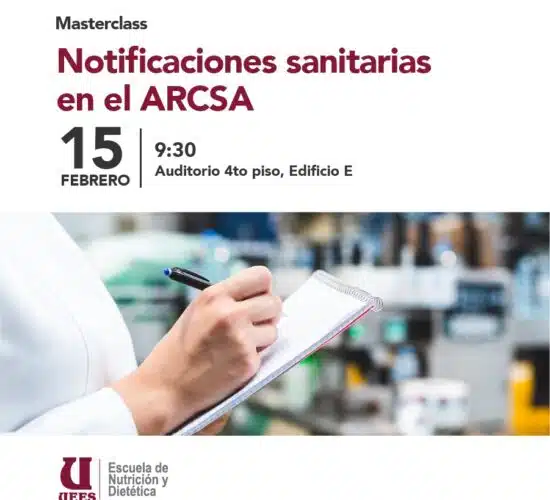 Masterclass
Notificaciones sanitarias
en el ARCSA
15
FEBRERO
9:30
Auditorio 4to piso, Edificio E
UEES
Escuela de
Nutrición y
Dietética